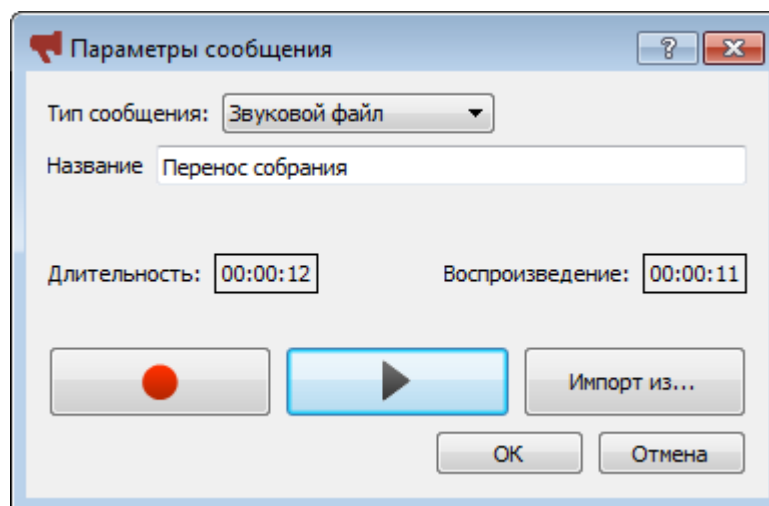 Параметры сообщения
Тип сообщения: Звуковой файл
Название Перенос собрания
Длительность: 00:00:12 Воспроизведение: 00:00:11
Импорт из...
ОК Отмена